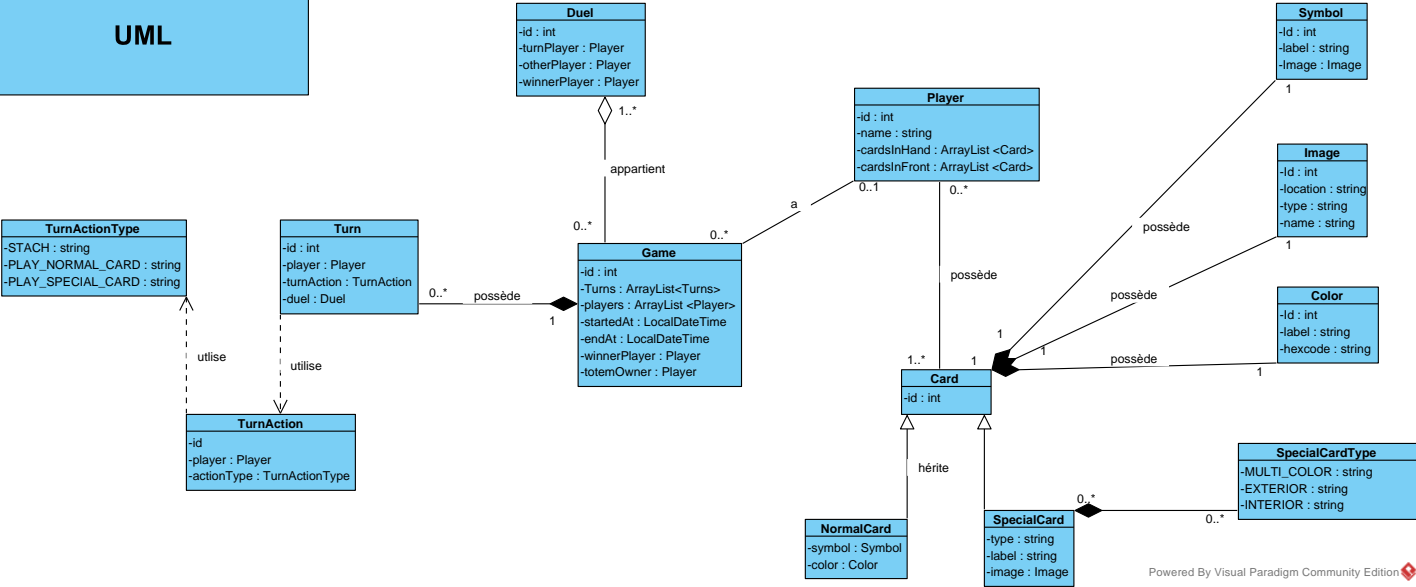 UML
Duel
-id : int
-turnPlayer : Player
-otherPlayer : Player
-winnerPlayer : Player
1..*
appartient
0..*
Symbol
-Id : int
-label : string
-Image : Image
1
Player
-id : int
-name : string
-cardsInHand : ArrayList <Card>
-cardsInFront : ArrayList <Card>
0..1
0..*
a
0..*
Image
-Id : int
-location : string
-type : string
-name : string
1
possède
TurnActionType
-STACH : string
-PLAY_NORMAL_CARD : string
-PLAY_SPECIAL_CARD : string
Turn
-id : int
-player : Player
-turnAction : TurnAction
-duel : Duel
0..*
possède
1
Game
-id : int
-Turns : ArrayList<Turns>
-players : ArrayList <Player>
-startedAt : LocalDateTime
-endAt : LocalDateTime
-winnerPlayer : Player
-totemOwner : Player
possède
possède
Color
-Id : int
-label : string
-hexcode : string
1
possède
1
1
1
1..*
utlise
utilise
Card
-id : int
TurnAction
-id
-player : Player
-actionType : TurnActionType
hérite
SpecialCardType
-MULTI_COLOR : string
-EXTERIOR : string
-INTERIOR : string
0..*
0..*
NormalCard
-symbol : Symbol
-color : Color
SpecialCard
-type : string
-label : string
-image : Image
Powered By Visual Paradigm Community Edition